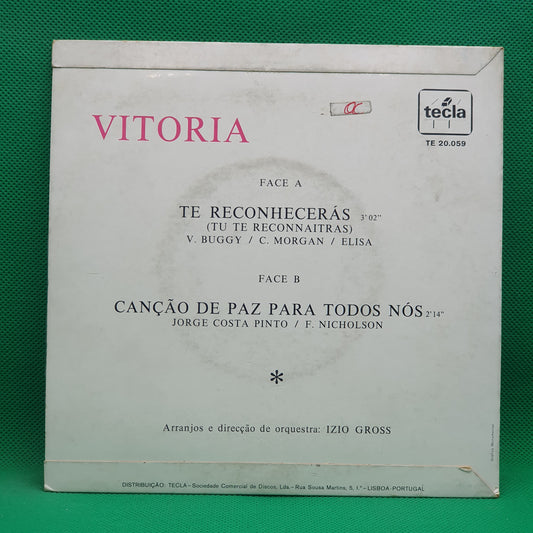 tecla
TE 20.059
VITORIA
FACE A
TE RECONHECERÁS 3'02"
(TU TE RECONNAITRAS)
V. BUGGY / C. MORGAN / ELISA
FACE B
CANÇÃO DE PAZ PARA TODOS NÓS 2'14"
JORGE COSTA PINTO / F. NICHOLSON
*
Arranjos e direcção de orquestra: IZIO GROSS
DISTRIBUIÇÃO: TECLA – Sociedade Comercial de Discos, Lda. – Rua Sousa Martins, 5, 1.º – LISBOA-PORTUGAL